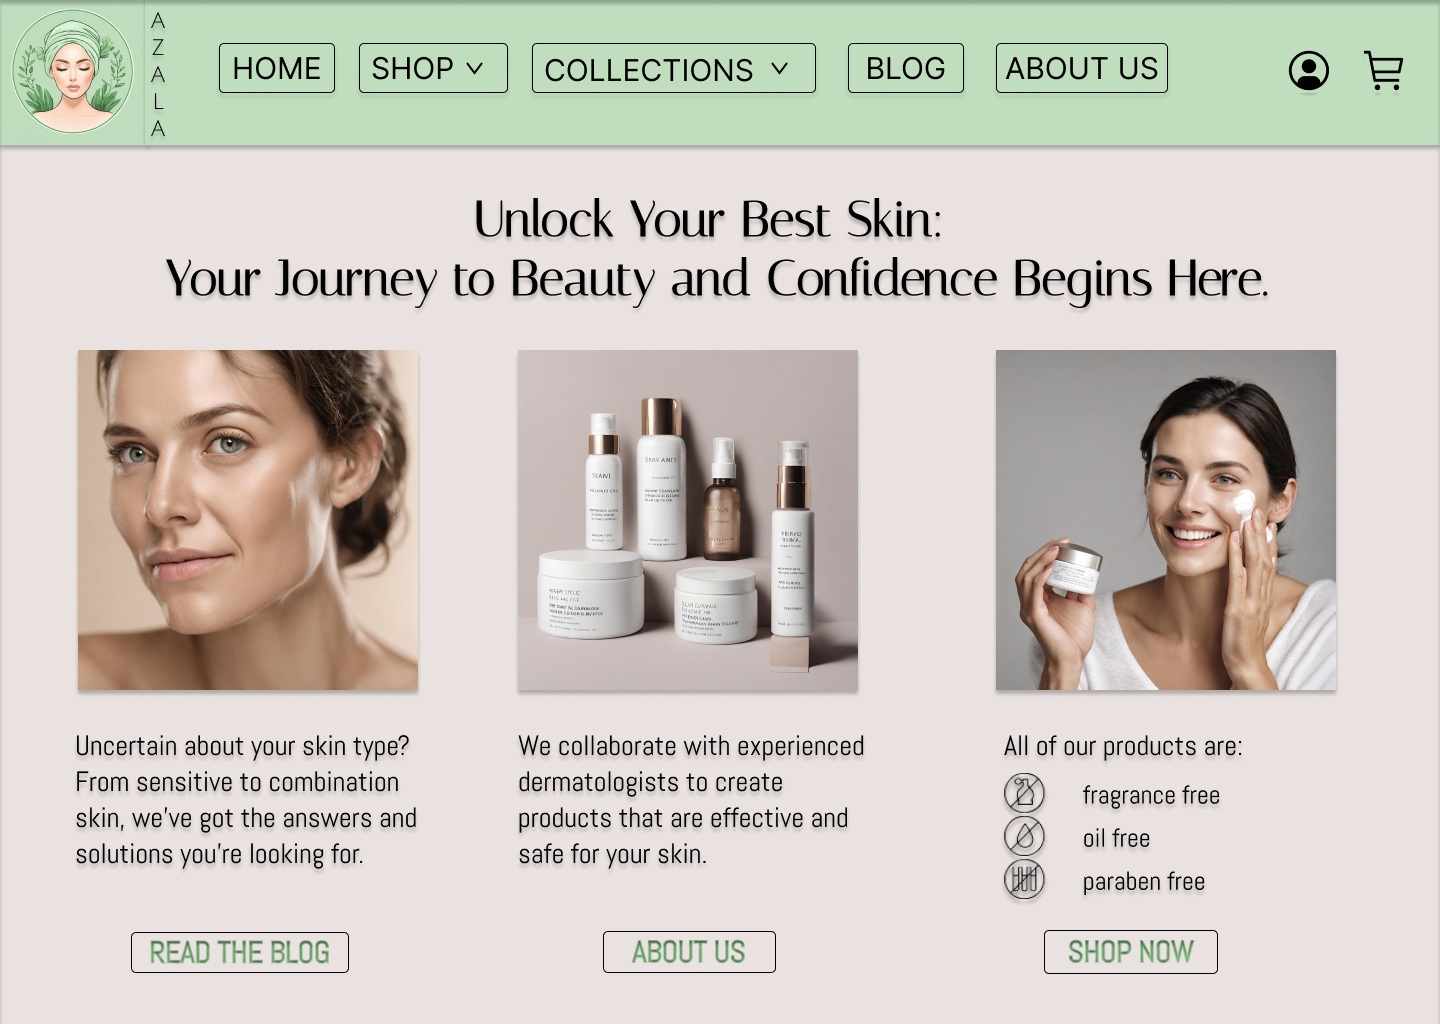 AZALA
HOME
SHOP
COLLECTIONS
BLOG
ABOUT US
Unlock Your Best Skin:
Your Journey to Beauty and Confidence Begins Here.
Uncertain about your skin type?
From sensitive to combination
skin, we've got the answers and
solutions you're looking for.
READ THE BLOG
We collaborate with experienced
dermatologists to create
products that are effective and
safe for your skin.
ABOUT US
All of our products are:
fragrance free
oil free
paraben free
SHOP NOW